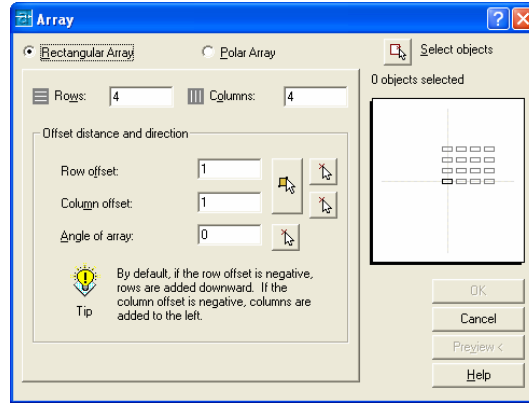 Array
Rectangular Array
Polar Array
Select objects
0 objects selected
Rows: 4
Columns: 4
Offset distance and direction
Row offset: 1
Column offset: 1
Angle of array: 0
Tip
By default, if the row offset is negative,
rows are added downward. If the
column offset is negative, columns are
added to the left.
OK
Cancel
Preview <
Help